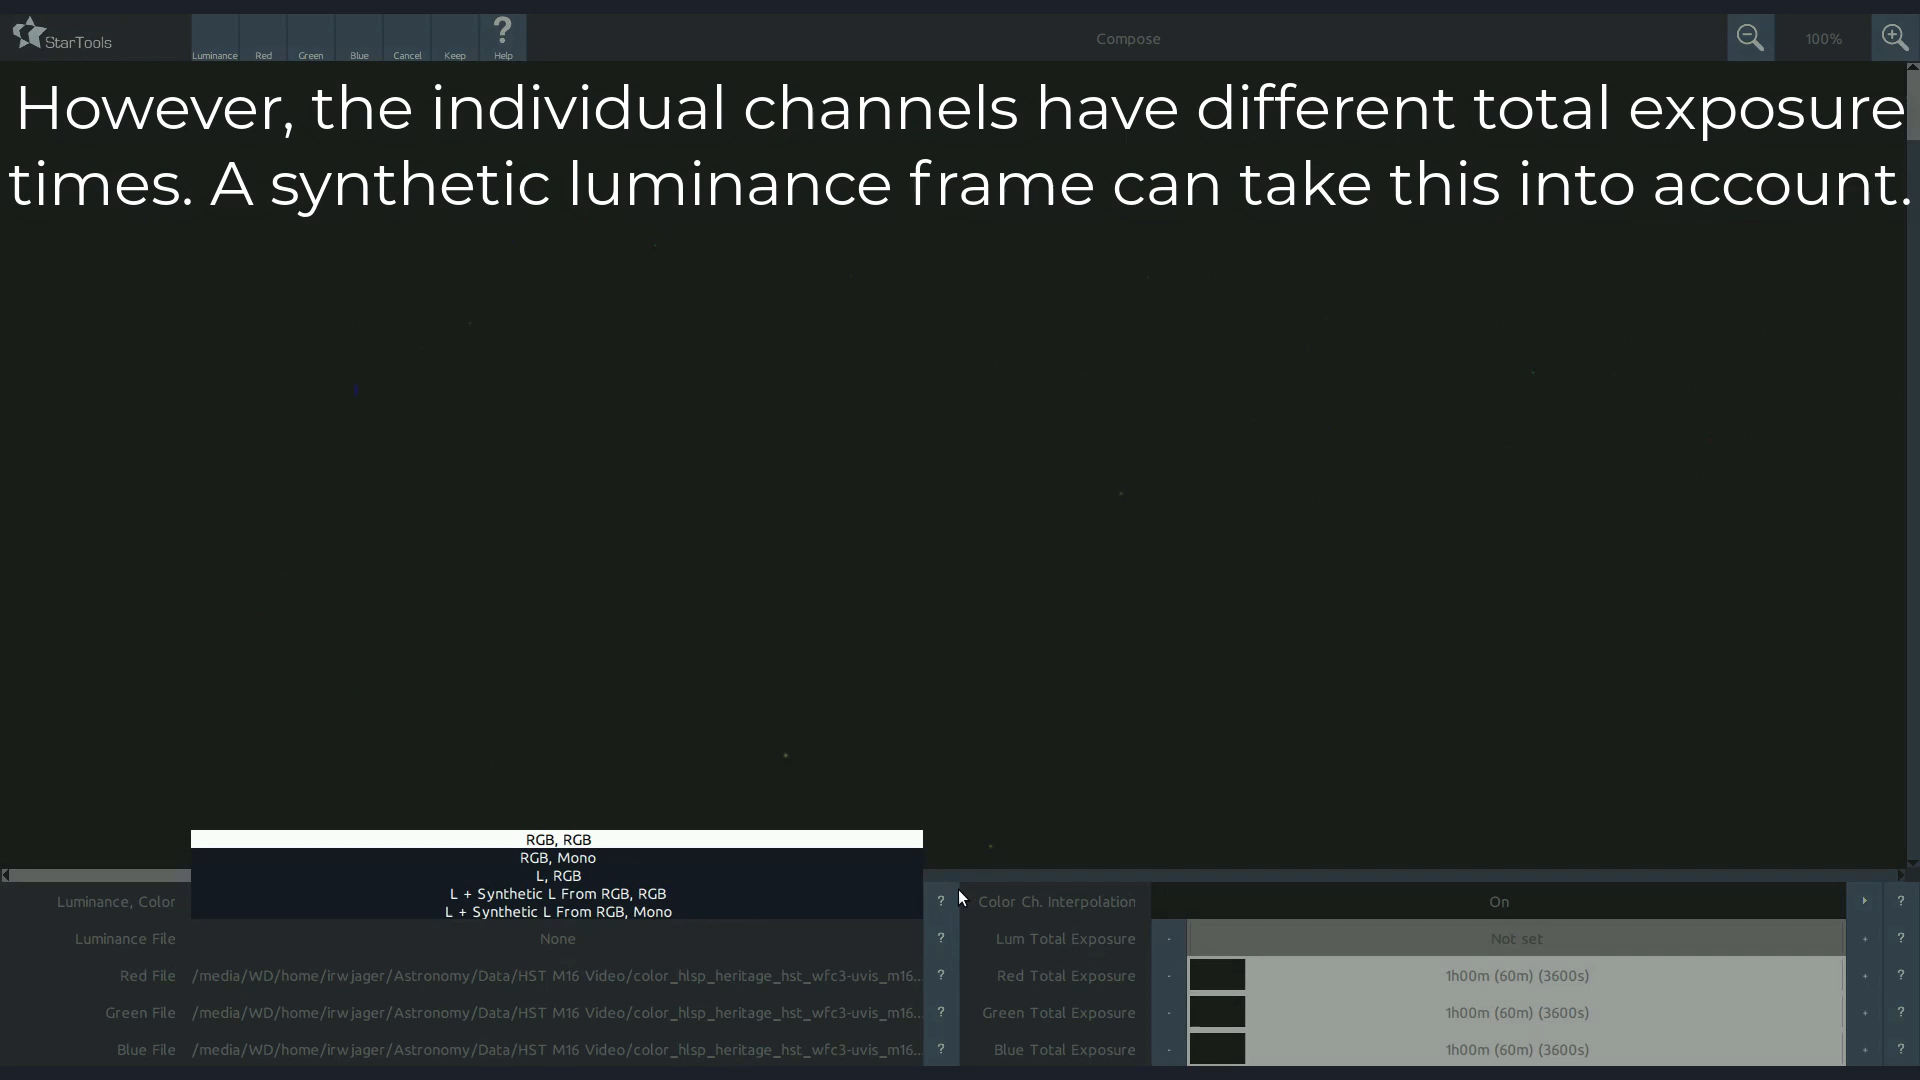 StarTools
Luminance
Red
Green
Blue
Cancel
Keep
?
Help
Compose
100%
However, the individual channels have different total exposure
times. A synthetic luminance frame can take this into account.
RGB, RGB
RGB, Mono
L, RGB
L + Synthetic L From RGB, RGB
L + Synthetic L From RGB, Mono
Luminance, Color
?
Color Ch. Interpolation
On
?
Luminance File
None
?
Lum Total Exposure
-
Not set
+
?
Red File
/media/WD/home/irwjager/Astronomy/Data/HST M16 Video/color_hlsp_heritage_hst_wfc3-uvis_m16...
?
Red Total Exposure
-
1h00m (60m) (3600s)
+
?
Green File
/media/WD/home/irwjager/Astronomy/Data/HST M16 Video/color_hlsp_heritage_hst_wfc3-uvis_m16...
?
Green Total Exposure
-
1h00m (60m) (3600s)
+
?
Blue File
/media/WD/home/irwjager/Astronomy/Data/HST M16 Video/color_hlsp_heritage_hst_wfc3-uvis_m16...
?
Blue Total Exposure
-
1h00m (60m) (3600s)
+
?